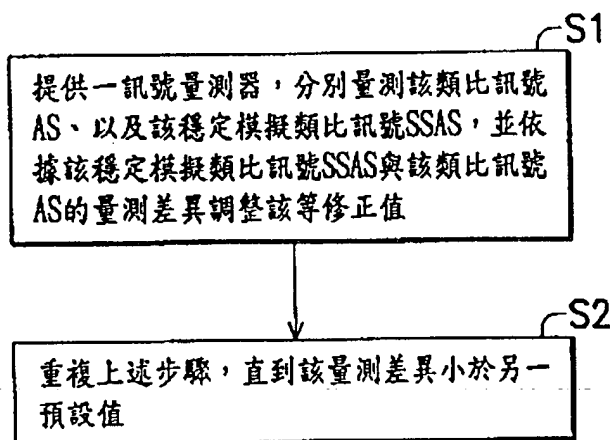 S1
提供一訊號量測器，分別量測該類比訊號
AS、以及該穩定模擬類比訊號SSAS，並依
據該穩定模擬類比訊號SSAS與該類比訊號
AS的量測差異調整該等修正值
S2
重複上述步驟，直到該量測差異小於另一
預設值